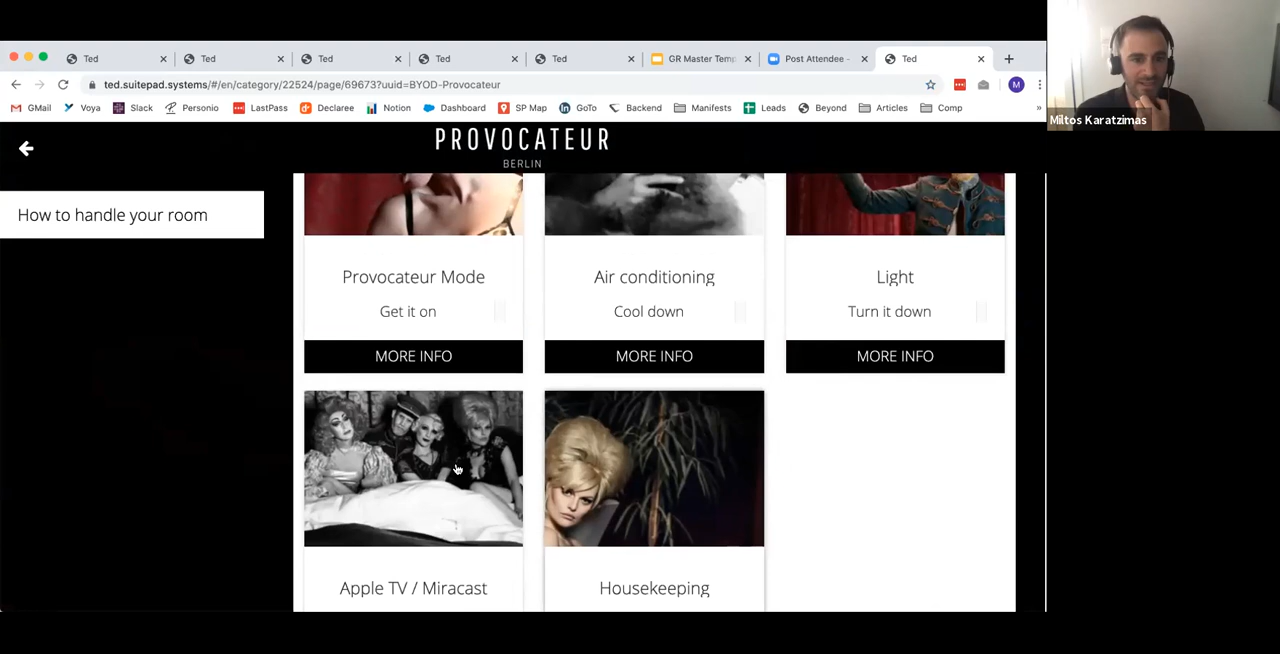 Ted
Ted
Ted
Ted
Ted
GR Master Temp
Post Attendee -
Ted
ted.suitepad.systems/#/en/category/22524/page/69673?uuid=BYOD-Provocateur
M
GMail
Voya
Slack
Personio
LastPass
Declaree
Notion
Dashboard
SP Map
GoTo
Backend
Manifests
Leads
Beyond
Articles
Comp
»
Miltos Karatzimas
PROVOCATEUR
BERLIN
How to handle your room
Provocateur Mode
Get it on
MORE INFO
Air conditioning
Cool down
MORE INFO
Light
Turn it down
MORE INFO
Apple TV / Miracast
Housekeeping